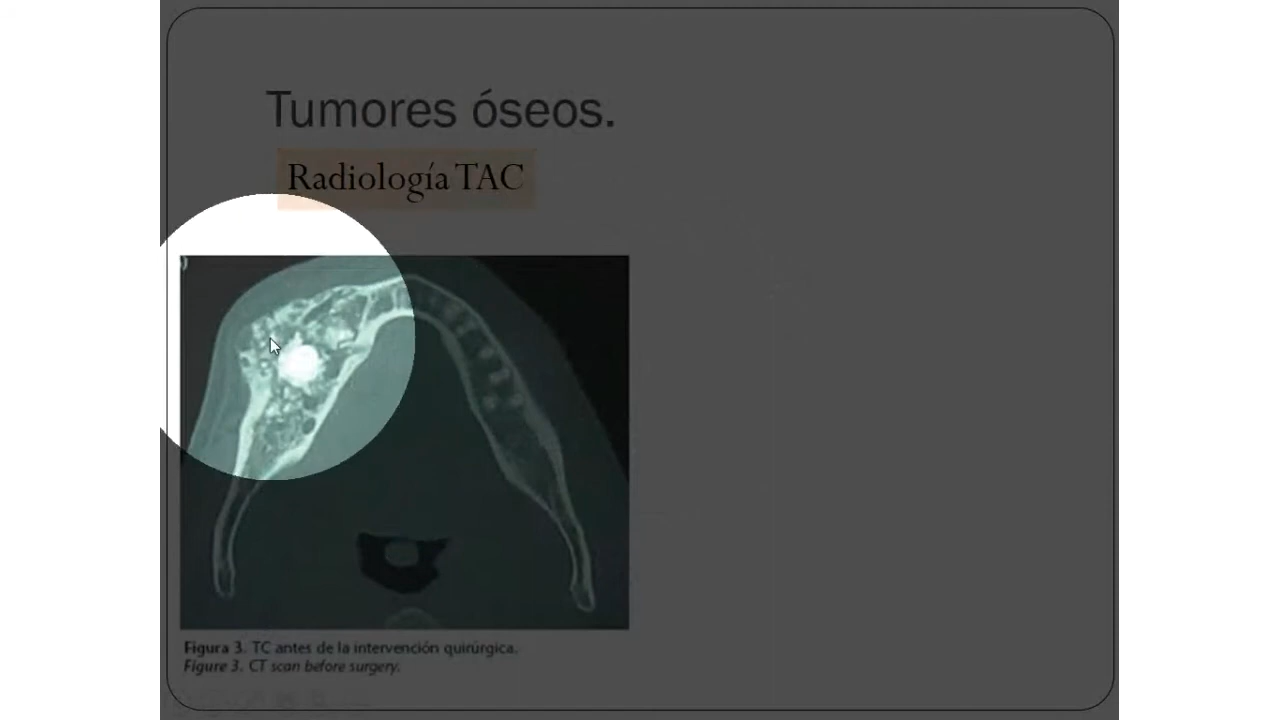 Tumores óseos.
Radiología TAC
Figura 3. TC antes de la intervención quirúrgica.
Figure 3. CT scan before surgery.